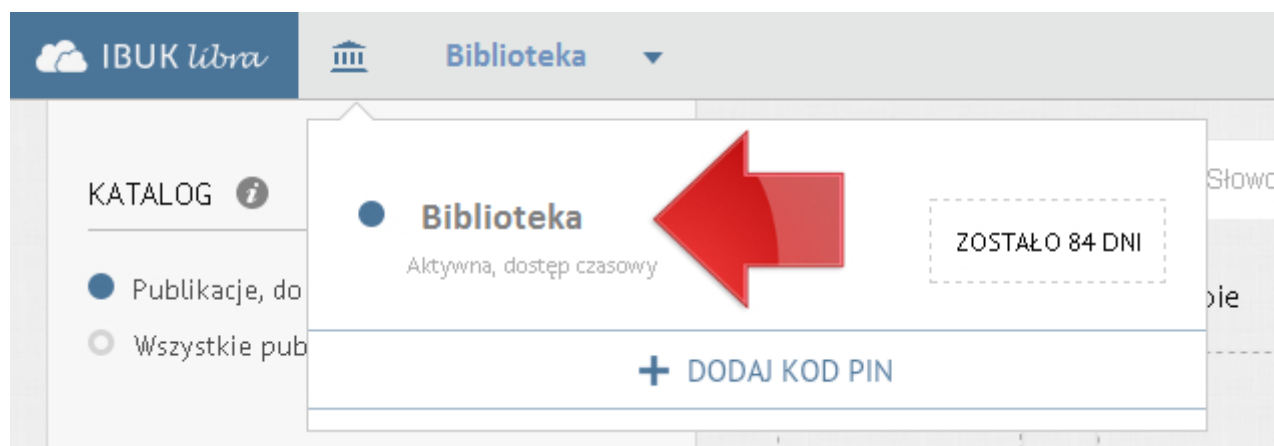 IBUK libra
Biblioteka
KATALOG
Biblioteka
Aktywna, dostęp czasowy
ZOSTAŁO 84 DNI
Publikacje, do
Wszystkie pub
DODAJ KOD PIN